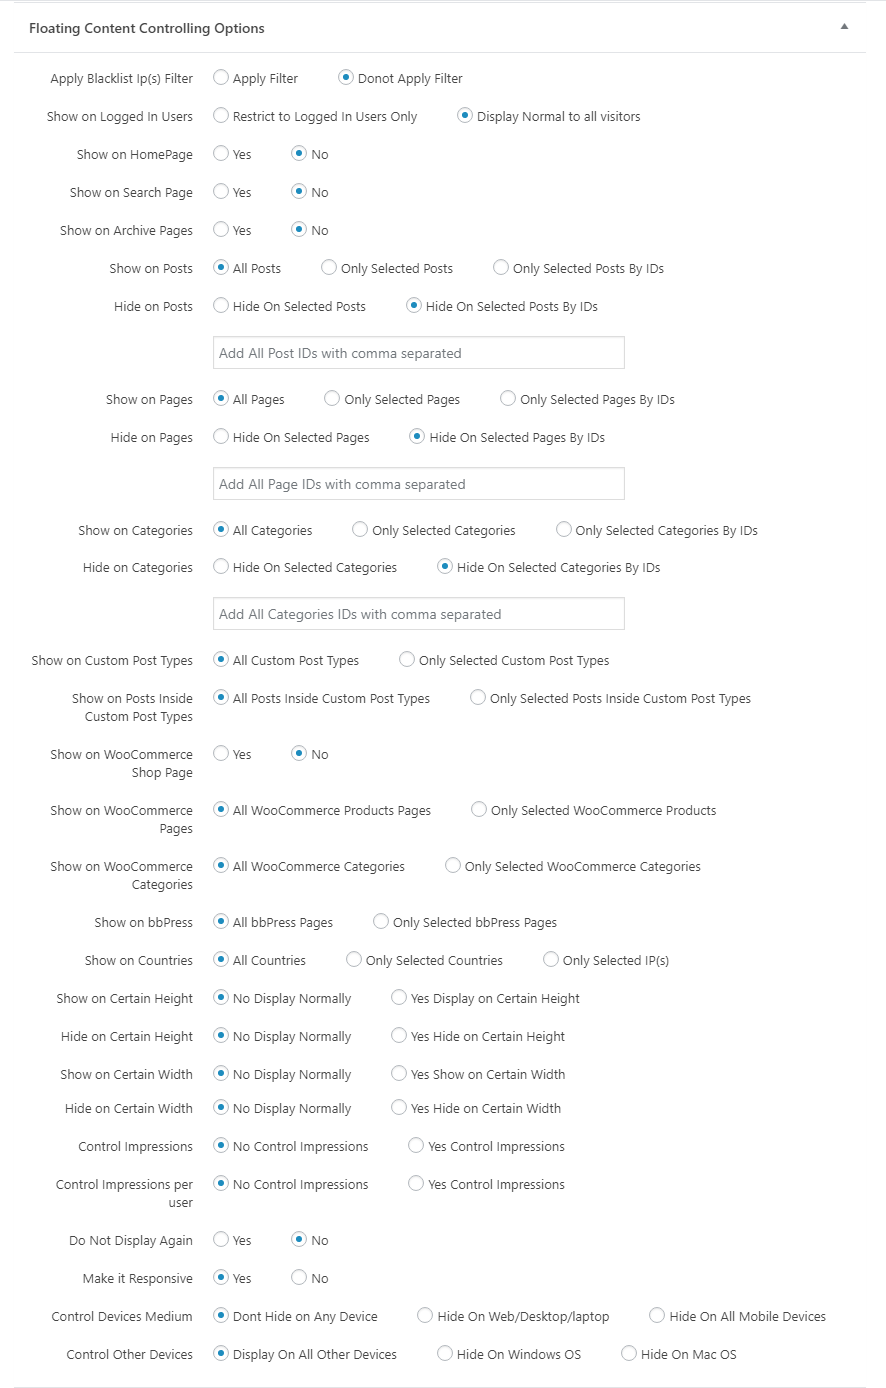 Floating Content Controlling Options
Apply Blacklist Ip(s) Filter Apply Filter Donot Apply Filter
Show on Logged In Users Restrict to Logged In Users Only Display Normal to all visitors
Show on HomePage Yes No
Show on Search Page Yes No
Show on Archive Pages Yes No
Show on Posts All Posts Only Selected Posts Only Selected Posts By IDs
Hide on Posts Hide On Selected Posts Hide On Selected Posts By IDs
Add All Post IDs with comma separated
Show on Pages All Pages Only Selected Pages Only Selected Pages By IDs
Hide on Pages Hide On Selected Pages Hide On Selected Pages By IDs
Add All Page IDs with comma separated
Show on Categories All Categories Only Selected Categories Only Selected Categories By IDs
Hide on Categories Hide On Selected Categories Hide On Selected Categories By IDs
Add All Categories IDs with comma separated
Show on Custom Post Types All Custom Post Types Only Selected Custom Post Types
Show on Posts Inside All Posts Inside Custom Post Types Only Selected Posts Inside Custom Post Types
Custom Post Types
Show on WooCommerce Yes No
Shop Page
Show on WooCommerce All WooCommerce Products Pages Only Selected WooCommerce Products
Pages
Show on WooCommerce All WooCommerce Categories Only Selected WooCommerce Categories
Categories
Show on bbPress All bbPress Pages Only Selected bbPress Pages
Show on Countries All Countries Only Selected Countries Only Selected IP(s)
Show on Certain Height No Display Normally Yes Display on Certain Height
Hide on Certain Height No Display Normally Yes Hide on Certain Height
Show on Certain Width No Display Normally Yes Show on Certain Width
Hide on Certain Width No Display Normally Yes Hide on Certain Width
Control Impressions No Control Impressions Yes Control Impressions
Control Impressions per No Control Impressions Yes Control Impressions
user
Do Not Display Again Yes No
Make it Responsive Yes No
Control Devices Medium Dont Hide on Any Device Hide On Web/Desktop/laptop Hide On All Mobile Devices
Control Other Devices Display On All Other Devices Hide On Windows OS Hide On Mac OS